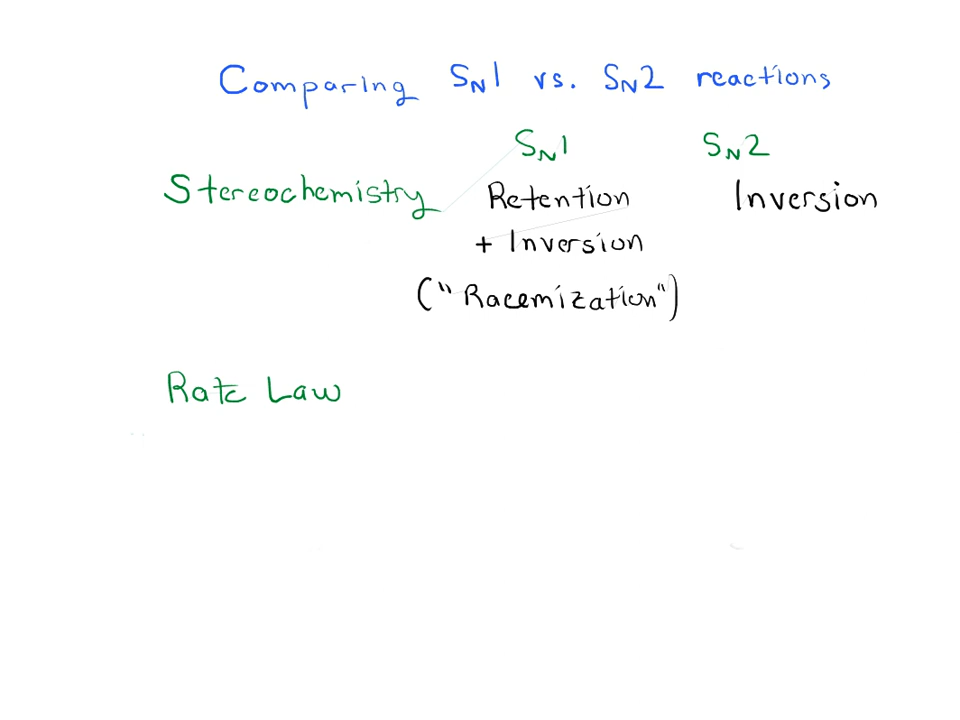 Comparing SN1 vs. SN2 reactions
SN1 SN2
Stereochemistry Retention Inversion
+ Inversion
("Racemization")
Rate Law